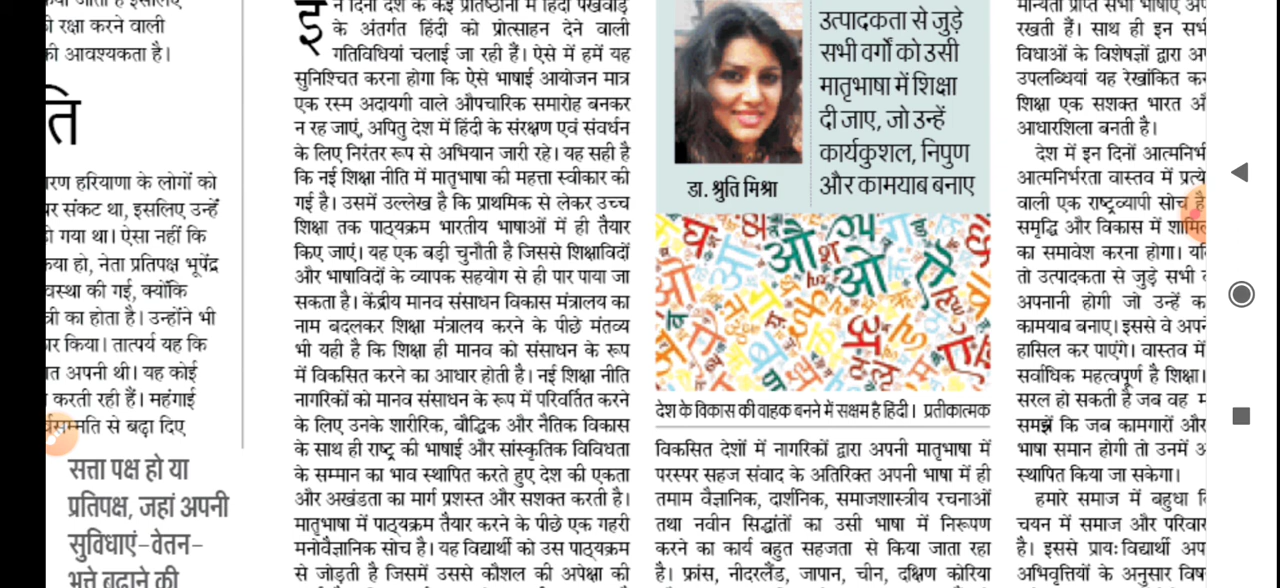 की रक्षा करने वाली
की आवश्यकता है।
ति
हरियाणा के लोगों को
संकट था, इसलिए उन्हें
हो गया था। ऐसा नहीं कि
हो, नेता प्रतिपक्ष भूपेंद्र
की गई, क्योंकि
का होता है। उन्होंने भी
किया। तात्पर्य यह कि
अपनी थी। यह कोई
करती रही हैं। महंगाई
से बढ़ा दिए
सत्ता पक्ष हो या
प्रतिपक्ष, जहां अपनी
सुविधाएं-वेतन-
भत्ते बढ़ाने की
इन दिनों देश के कई प्रतिष्ठानों में हिंदी पखवाड़े
के अंतर्गत हिंदी को प्रोत्साहन देने वाली
गतिविधियां चलाई जा रही हैं। ऐसे में हमें यह
सुनिश्चित करना होगा कि ऐसे भाषाई आयोजन मात्र
एक रस्म अदायगी वाले औपचारिक समारोह बनकर
न रह जाएं, अपितु देश में हिंदी के संरक्षण एवं संवर्धन
के लिए निरंतर रूप से अभियान जारी रहे। यह सही है
कि नई शिक्षा नीति में मातृभाषा की महत्ता स्वीकार की
गई है। उसमें उल्लेख है कि प्राथमिक से लेकर उच्च
शिक्षा तक पाठ्यक्रम भारतीय भाषाओं में ही तैयार
किए जाएं। यह एक बड़ी चुनौती है जिससे शिक्षाविदों
और भाषाविदों के व्यापक सहयोग से ही पार पाया जा
सकता है। केंद्रीय मानव संसाधन विकास मंत्रालय का
नाम बदलकर शिक्षा मंत्रालय करने के पीछे मंतव्य
भी यही है कि शिक्षा ही मानव को संसाधन के रूप
में विकसित करने का आधार होती है। नई शिक्षा नीति
नागरिकों को मानव संसाधन के रूप में परिवर्तित करने
के लिए उनके शारीरिक, बौद्धिक और नैतिक विकास
के साथ ही राष्ट्र की भाषाई और सांस्कृतिक विविधता
के सम्मान का भाव स्थापित करते हुए देश की एकता
और अखंडता का मार्ग प्रशस्त और सशक्त करती है।
मातृभाषा में पाठ्यक्रम तैयार करने के पीछे एक गहरी
मनोवैज्ञानिक सोच है। यह विद्यार्थी को उस पाठ्यक्रम
से जोड़ती है जिसमें उससे कौशल की अपेक्षा की
डा. श्रुति मिश्रा
उत्पादकता से जुड़े
सभी वर्गों को उसी
मातृभाषा में शिक्षा
दी जाए, जो उन्हें
कार्यकुशल, निपुण
और कामयाब बनाए
देश के विकास की वाहक बनने में सक्षम है हिंदी। प्रतीकात्मक
विकसित देशों में नागरिकों द्वारा अपनी मातृभाषा में
परस्पर सहज संवाद के अतिरिक्त अपनी भाषा में ही
तमाम वैज्ञानिक, दार्शनिक, समाजशास्त्रीय रचनाओं
तथा नवीन सिद्धांतों का उसी भाषा में निरूपण
करने का कार्य बहुत सहजता से किया जाता रहा
है। फ्रांस, नीदरलैंड, जापान, चीन, दक्षिण कोरिया
मान्यता प्राप्त सभी भाषाएं
रखती हैं। साथ ही इन सभी
विधाओं के विशेषज्ञों द्वारा
उपलब्धियां यह रेखांकित
शिक्षा एक सशक्त भारत
आधारशिला बनती है।
देश में इन दिनों
आत्मनिर्भरता वास्तव में
वाली एक राष्ट्रव्यापी सोच
समृद्धि और विकास में
का समावेश करना होगा।
तो उत्पादकता से जुड़े सभी
अपनानी होगी जो उन्हें
कामयाब बनाए। इससे वे
हासिल कर पाएंगे। वास्तव में
सर्वाधिक महत्वपूर्ण है शिक्षा।
सरल हो सकती है जब वह
समझें कि जब कामगारों और
भाषा समान होगी तो उनमें
स्थापित किया जा सकेगा।
हमारे समाज में बहुधा
चयन में समाज और परिवार
है। इससे प्रायः विद्यार्थी
अभिवृत्तियों के अनुसार